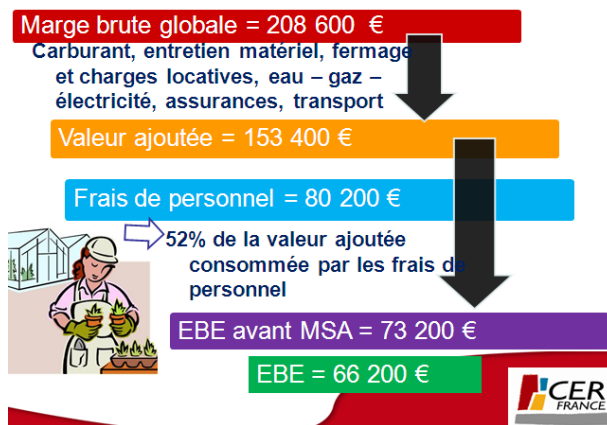 Marge brute globale = 208 600 €
Carburant, entretien matériel, fermage
et charges locatives, eau – gaz –
électricité, assurances, transport
Valeur ajoutée = 153 400 €
Frais de personnel = 80 200 €
52% de la valeur ajoutée
consommée par les frais de
personnel
EBE avant MSA = 73 200 €
EBE = 66 200 €
CER
FRANCE